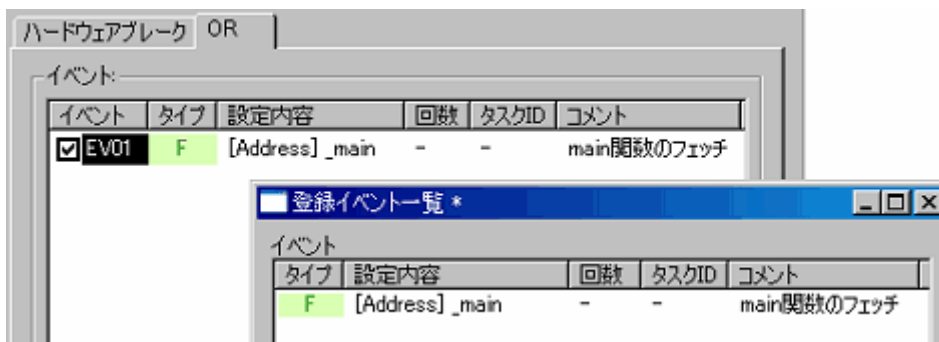 ハードウェアブレーク OR
イベント:
イベント タイプ 設定内容 回数 タスクID コメント
EV01 F [Address] _main - - main関数のフェッチ
登録イベント一覧 *
イベント
タイプ 設定内容 回数 タスクID コメント
F [Address] _main - - main関数のフェッチ